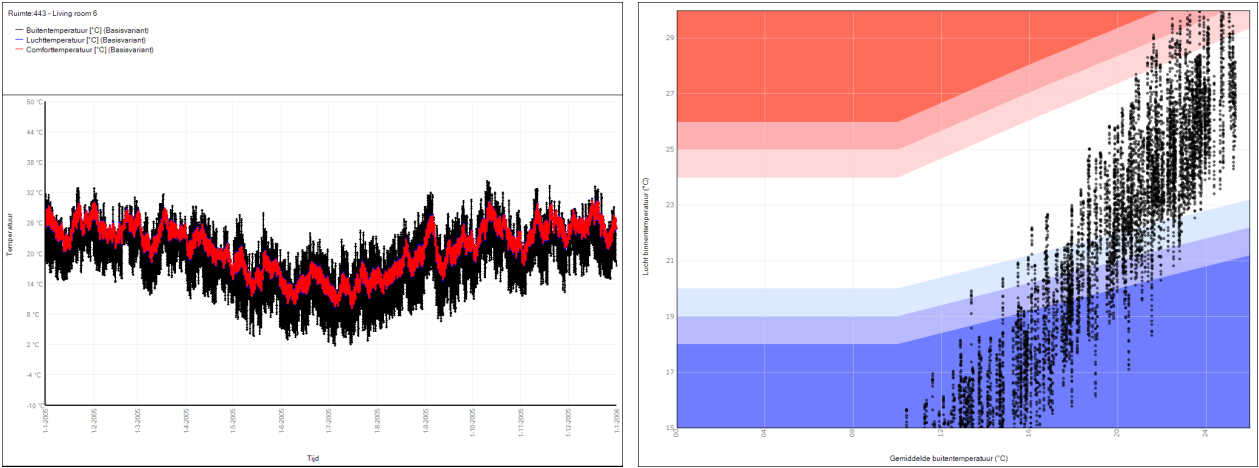 Ruimte:443 - Living room 6
Buitentemperatuur [°C] (Basisvariant)
Luchttemperatuur [°C] (Basisvariant)
Comforttemperatuur [°C] (Basisvariant)
Temperatuur
50 °C
44 °C
38 °C
32 °C
26 °C
20 °C
14 °C
8 °C
2 °C
-4 °C
-10 °C
1-1-2005
1-2-2005
1-3-2005
1-4-2005
1-5-2005
1-6-2005
1-7-2005
1-8-2005
1-9-2005
1-10-2005
1-11-2005
1-12-2005
1-1-2006
Tijd
Lucht binnentemperatuur (°C)
29
27
25
23
21
19
17
15
00
04
08
12
16
20
24
Gemiddelde buitentemperatuur (°C)